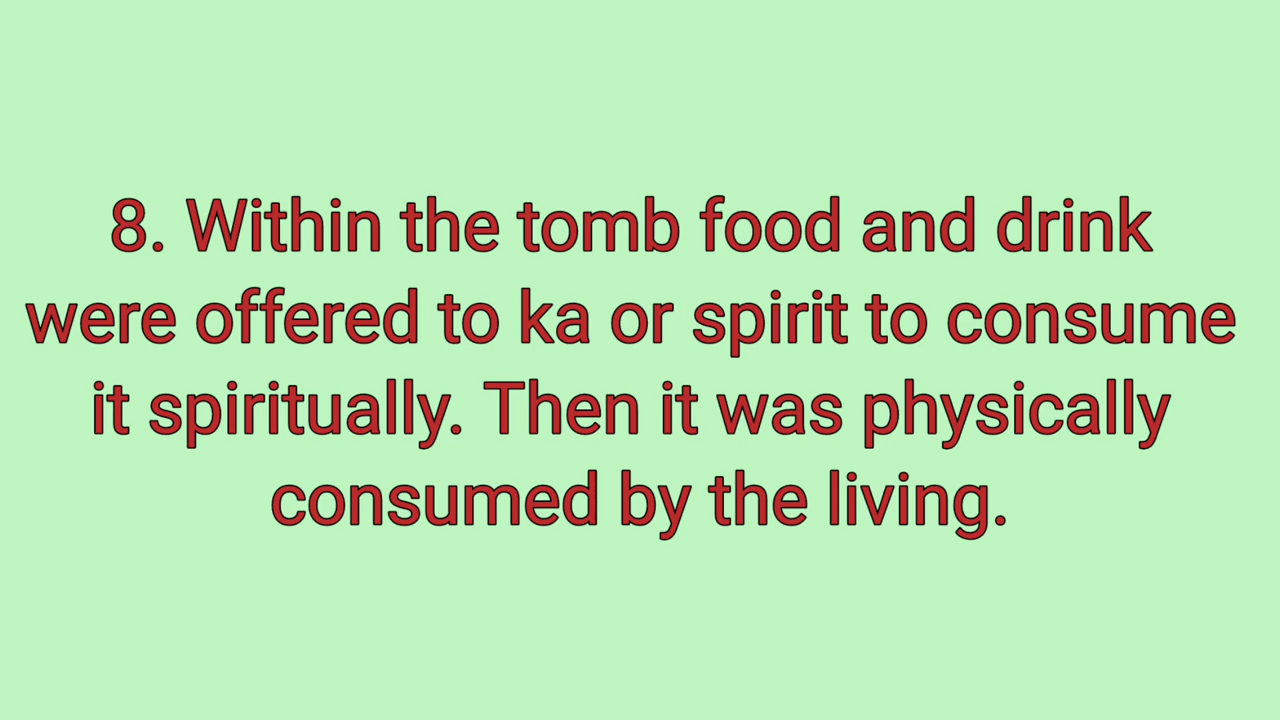 8. Within the tomb food and drink
were offered to ka or spirit to consume
it spiritually. Then it was physically
consumed by the living.